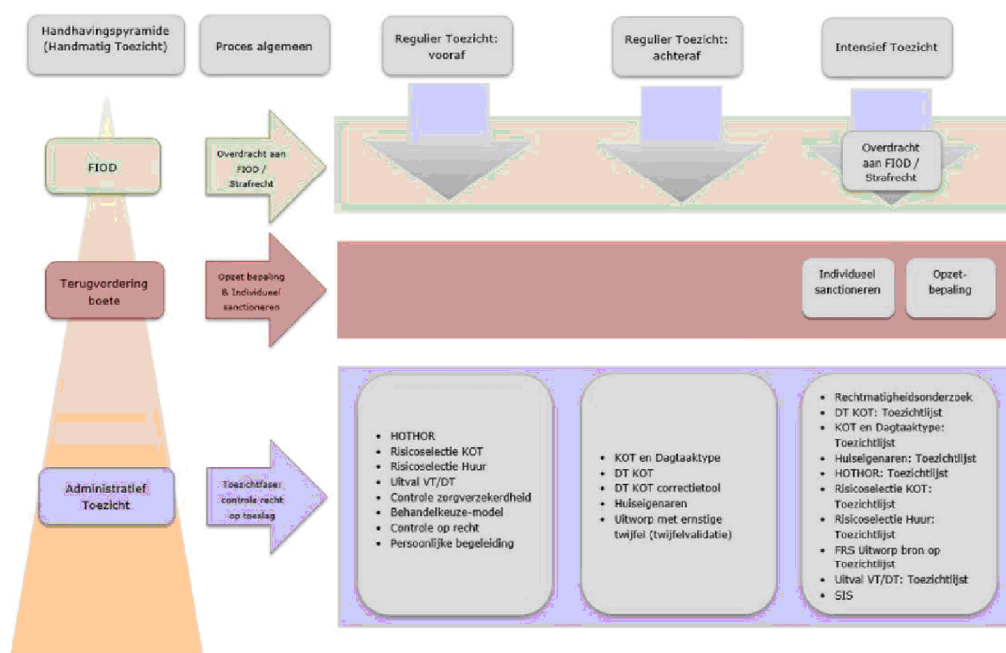 Handhavingspyramide
(Handmatig Toezicht)
Proces algemeen
Regulier Toezicht:
vooraf
Regulier Toezicht:
achteraf
Intensief Toezicht
FIOD
Overdracht aan
FIOD /
Strafrecht
Overdracht
aan FIOD /
Strafrecht
Terugvordering
boete
Opzet bepaling
& Individueel
sanctioneren
Individueel
sanctioneren
Opzet-
bepaling
Administratief
Toezicht
Toezichtfase:
controle recht
op toeslag
• HOTHOR
• Risicoselectie KOT
• Risicoselectie Huur
• Uitval VT/DT
• Controle zorgverzekerdheid
• Behandelkeuze-model
• Controle op recht
• Persoonlijke begeleiding
• KOT en Dagtaaktype
• DT KOT
• DT KOT correctietool
• Huiseigenaren
• Uitworp met ernstige
twijfel (twijfelvalidatie)
• Rechtmatigheidsonderzoek
• DT KOT: Toezichtlijst
• KOT en Dagtaaktype:
Toezichtlijst
• Huiseigenaren: Toezichtlijst
• HOTHOR: Toezichtlijst
• Risicoselectie KOT:
Toezichtlijst
• Risicoselectie Huur:
Toezichtlijst
• FRS Uitworp bron op
Toezichtlijst
• Uitval VT/DT: Toezichtlijst
• SIS